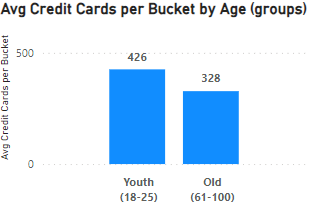 Avg Credit Cards per Bucket by Age (groups)
Avg Credit Cards per Bucket
500
0
426
328
Youth
(18-25)
Old
(61-100)